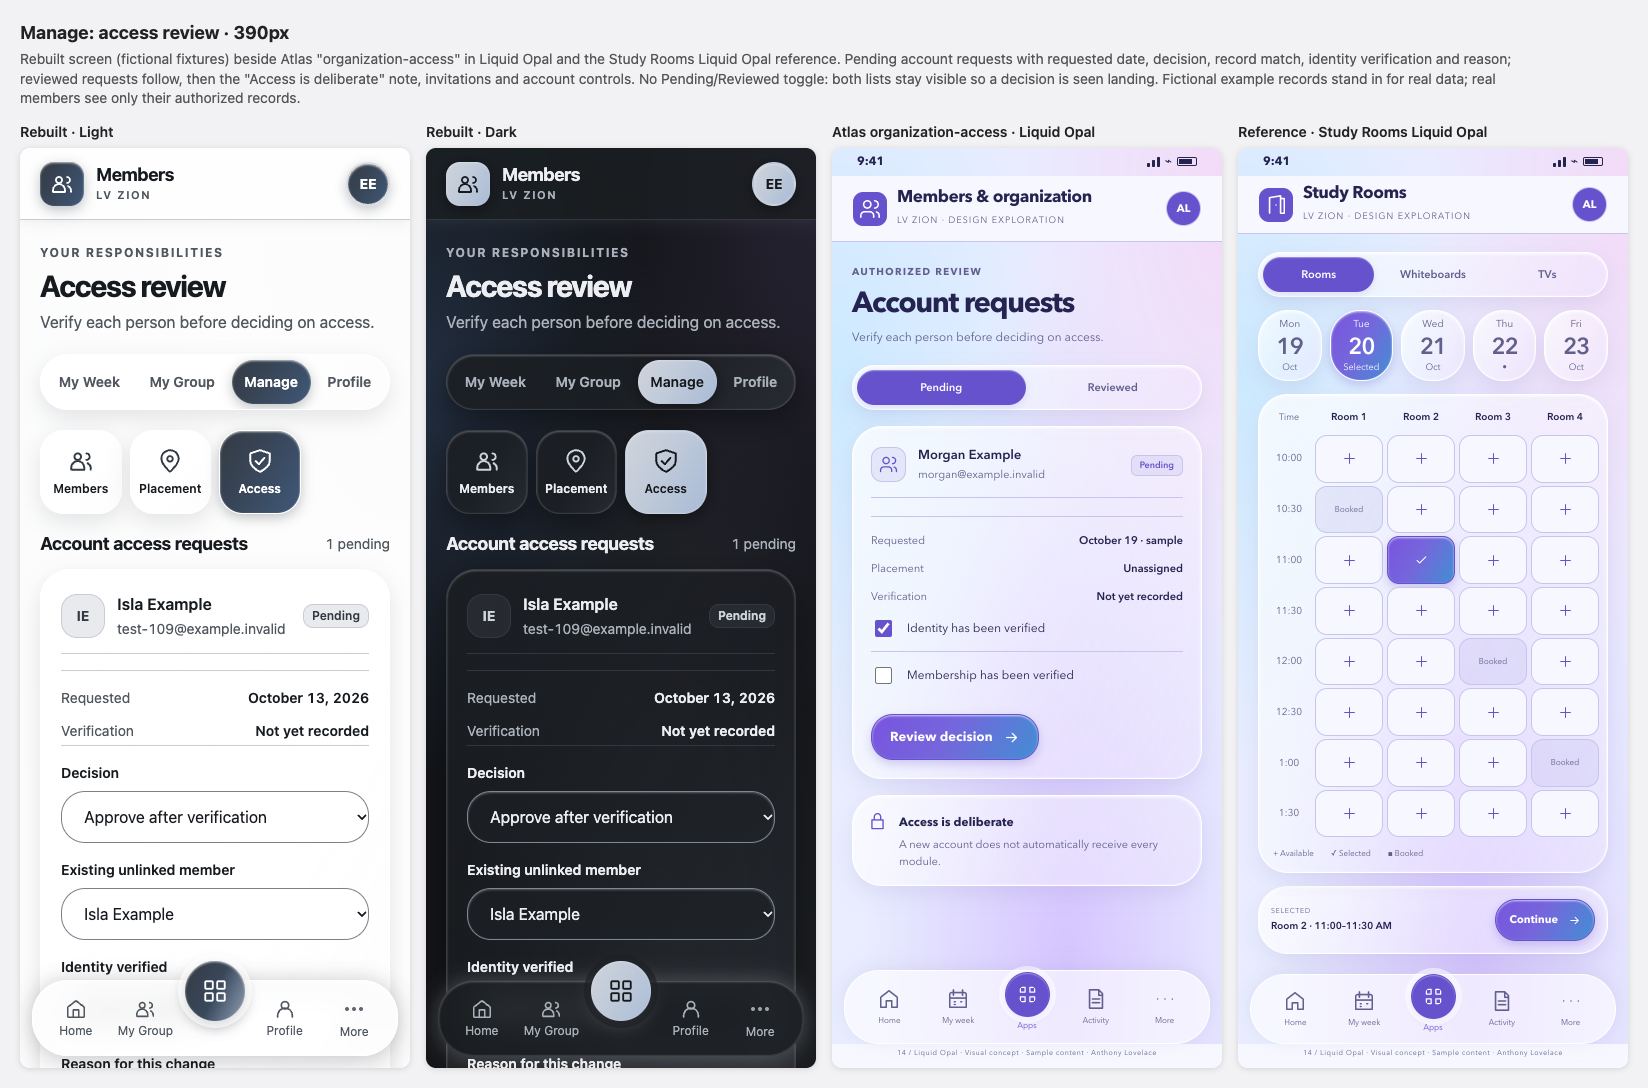 Manage: access review · 390px
Rebuilt screen (fictional fixtures) beside Atlas "organization-access" in Liquid Opal and the Study Rooms Liquid Opal reference. Pending account requests with requested date, decision, record match, identity verification and reason;
reviewed requests follow, then the "Access is deliberate" note, invitations and account controls. No Pending/Reviewed toggle: both lists stay visible so a decision is seen landing. Fictional example records stand in for real data; real
members see only their authorized records.
Rebuilt · Light
Members
LV ZION
EE
YOUR RESPONSIBILITIES
Access review
Verify each person before deciding on access.
My Week My Group Manage Profile
Members Placement Access
Account access requests 1 pending
IE
Isla Example
test-109@example.invalid
Pending
Requested October 13, 2026
Verification Not yet recorded
Decision
Approve after verification
Existing unlinked member
Isla Example
Identity verified
Home My Group Profile More
Reason for this change
Rebuilt · Dark
Members
LV ZION
EE
YOUR RESPONSIBILITIES
Access review
Verify each person before deciding on access.
My Week My Group Manage Profile
Members Placement Access
Account access requests 1 pending
IE
Isla Example
test-109@example.invalid
Pending
Requested October 13, 2026
Verification Not yet recorded
Decision
Approve after verification
Existing unlinked member
Isla Example
Identity verified
Home My Group Profile More
Reason for this change
Atlas organization-access · Liquid Opal
9:41
Members & organization
LV ZION · DESIGN EXPLORATION
AL
AUTHORIZED REVIEW
Account requests
Verify each person before deciding on access.
Pending Reviewed
Morgan Example
morgan@example.invalid
Pending
Requested October 19 · sample
Placement Unassigned
Verification Not yet recorded
Identity has been verified
Membership has been verified
Review decision →
Access is deliberate
A new account does not automatically receive every
module.
Home My week Apps Activity More
14 / Liquid Opal · Visual concept · Sample content · Anthony Lovelace
Reference · Study Rooms Liquid Opal
9:41
Study Rooms
LV ZION · DESIGN EXPLORATION
AL
Rooms Whiteboards TVs
Mon Tue Wed Thu Fri
19 20 21 22 23
Oct Selected Oct • Oct
Time Room 1 Room 2 Room 3 Room 4
10:00 + + + +
10:30 Booked + + +
11:00 + ✓ + +
11:30 + + + +
12:00 + + Booked +
12:30 + + + +
1:00 + + + Booked
1:30 + + + +
+ Available ✓ Selected ■ Booked
SELECTED
Room 2 · 11:00–11:30 AM
Continue →
Home My week Apps Activity More
14 / Liquid Opal · Visual concept · Sample content · Anthony Lovelace